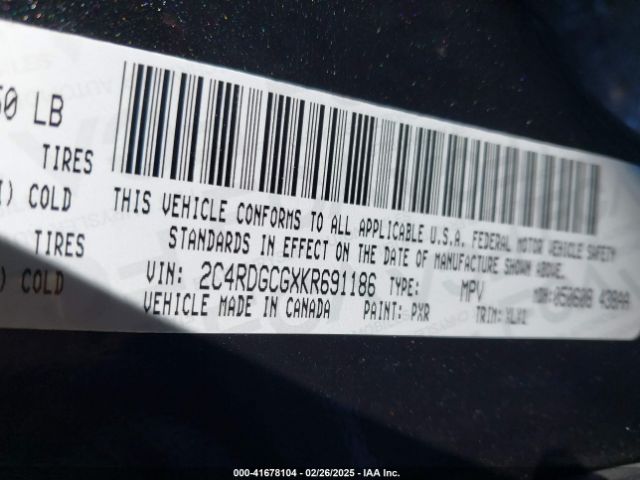 50 LB
TIRES
COLD
THIS VEHICLE CONFORMS TO ALL APPLICABLE U.S.A. FEDERAL MOTOR VEHICLE SAFETY
STANDARDS IN EFFECT ON THE DATE OF MANUFACTURE SHOWN ABOVE.
TIRES
VIN: 2C4RDGCGXKR691186 TYPE: MPV MDH:
COLD
VEHICLE MADE IN CANADA PAINT: PXR TRIM:
000-41678104 - 02/26/2025 - IAA Inc.